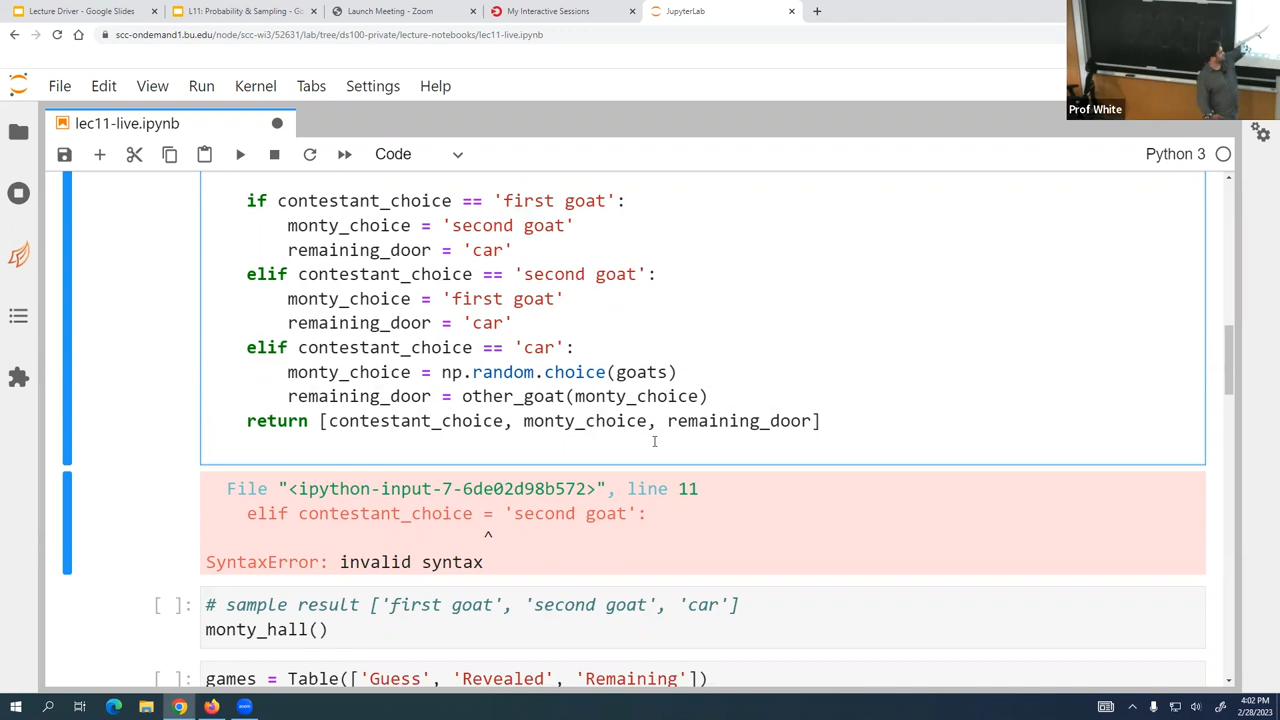 Lecture Driver - Google Slides
L11: Probability & Sampling - G
Launch Meeting - Zoom
My Interactive Sessions
JupyterLab
scc-ondemand1.bu.edu/node/scc-wi3/52631/lab/tree/ds100-private/lecture-notebooks/lec11-live.ipynb
File Edit View Run Kernel Tabs Settings Help
Prof White
lec11-live.ipynb
Code
Python 3
if contestant_choice == 'first goat':
monty_choice = 'second goat'
remaining_door = 'car'
elif contestant_choice == 'second goat':
monty_choice = 'first goat'
remaining_door = 'car'
elif contestant_choice == 'car':
monty_choice = np.random.choice(goats)
remaining_door = other_goat(monty_choice)
return [contestant_choice, monty_choice, remaining_door]
File "<ipython-input-7-6de02d98b572>", line 11
elif contestant_choice = 'second goat':
^
SyntaxError: invalid syntax
[ ]: # sample result ['first goat', 'second goat', 'car']
monty_hall()
[ ]: games = Table(['Guess', 'Revealed', 'Remaining'])
4:02 PM
2/28/2023